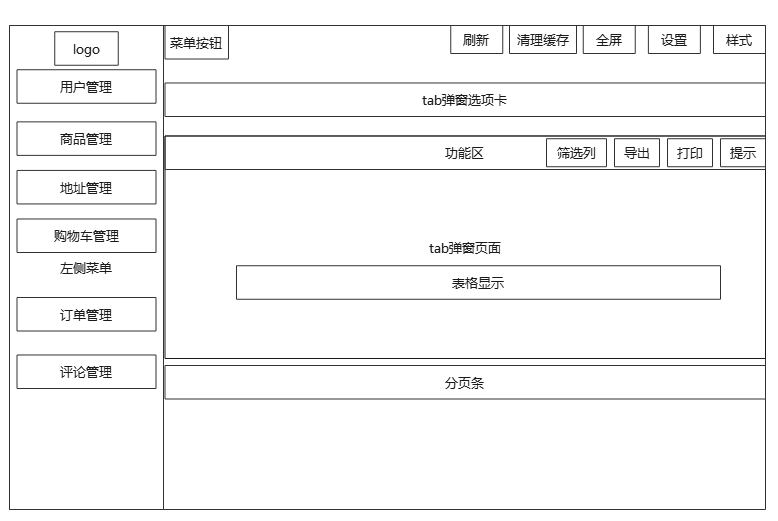 logo
菜单按钮
刷新
清理缓存
全屏
设置
样式
用户管理
tab弹窗选项卡
商品管理
功能区
筛选列
导出
打印
提示
地址管理
购物车管理
tab弹窗页面
左侧菜单
表格显示
订单管理
评论管理
分页条